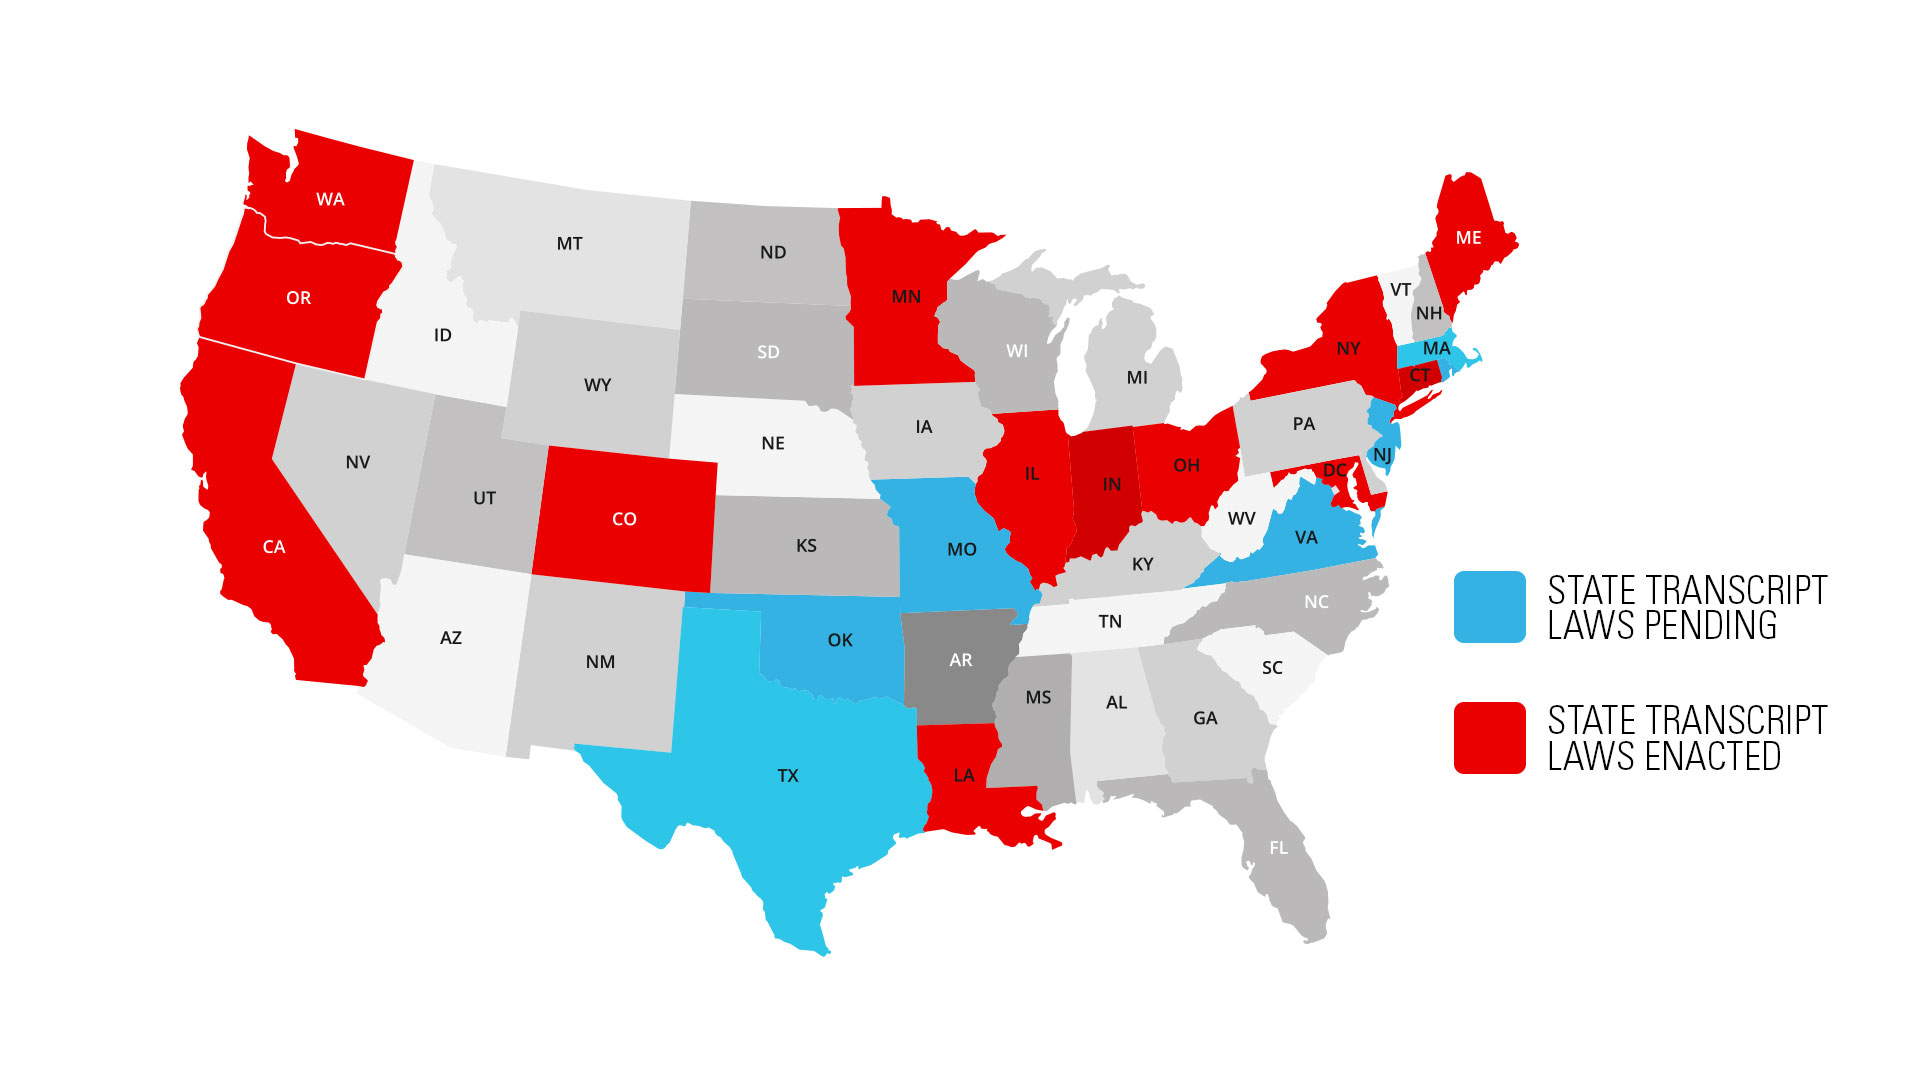 WA
OR
CA
ID
NV
MT
WY
UT
AZ
CO
NM
ND
SD
NE
KS
OK
TX
MN
IA
MO
AR
LA
WI
IL
MI
IN
OH
KY
TN
MS
AL
GA
FL
SC
NC
VA
WV
DC
PA
NJ
NY
CT
MA
VT
NH
ME
STATE TRANSCRIPT
LAWS PENDING
STATE TRANSCRIPT
LAWS ENACTED